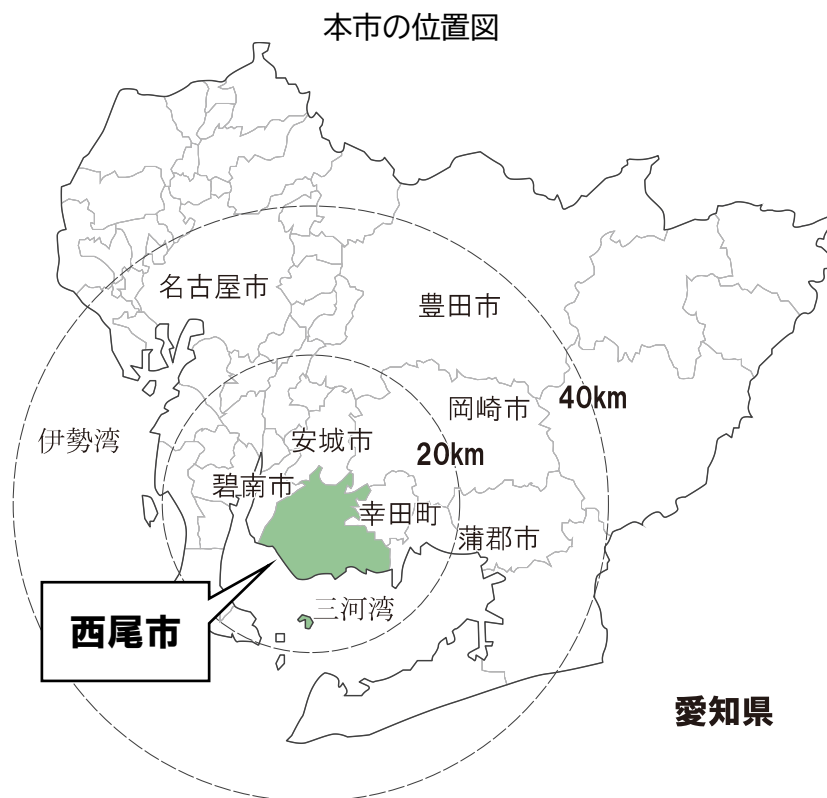 本市の位置図
名古屋市
豊田市
40km
岡崎市
伊勢湾
安城市
20km
碧南市
幸田町
蒲郡市
三河湾
西尾市
愛知県